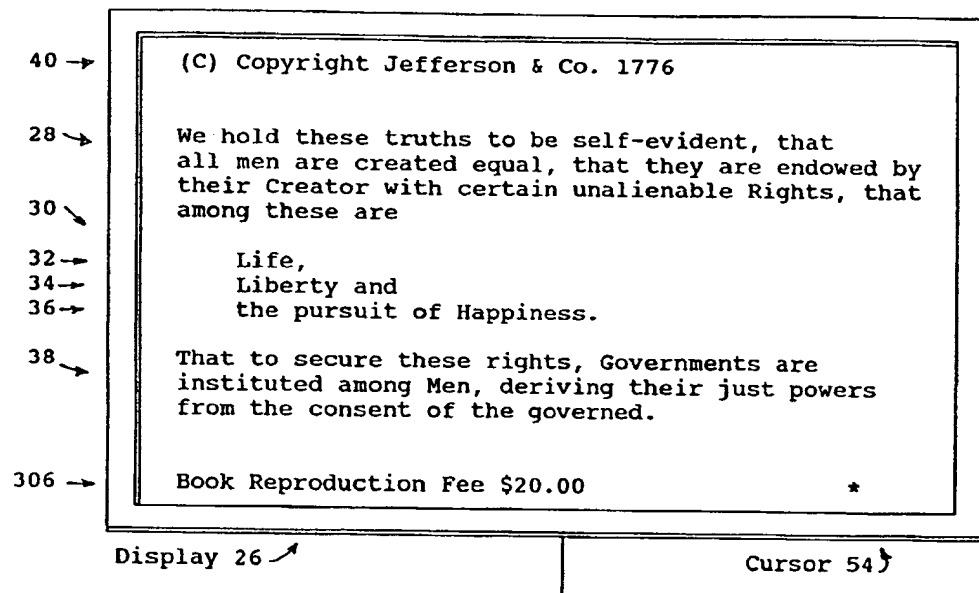 40 (C) Copyright Jefferson & Co. 1776
28 We hold these truths to be self-evident, that
all men are created equal, that they are endowed by
their Creator with certain unalienable Rights, that
30 among these are
32 Life,
34 Liberty and
36 the pursuit of Happiness.
38 That to secure these rights, Governments are
instituted among Men, deriving their just powers
from the consent of the governed.
306 Book Reproduction Fee $20.00 *
Display 26 Cursor 54